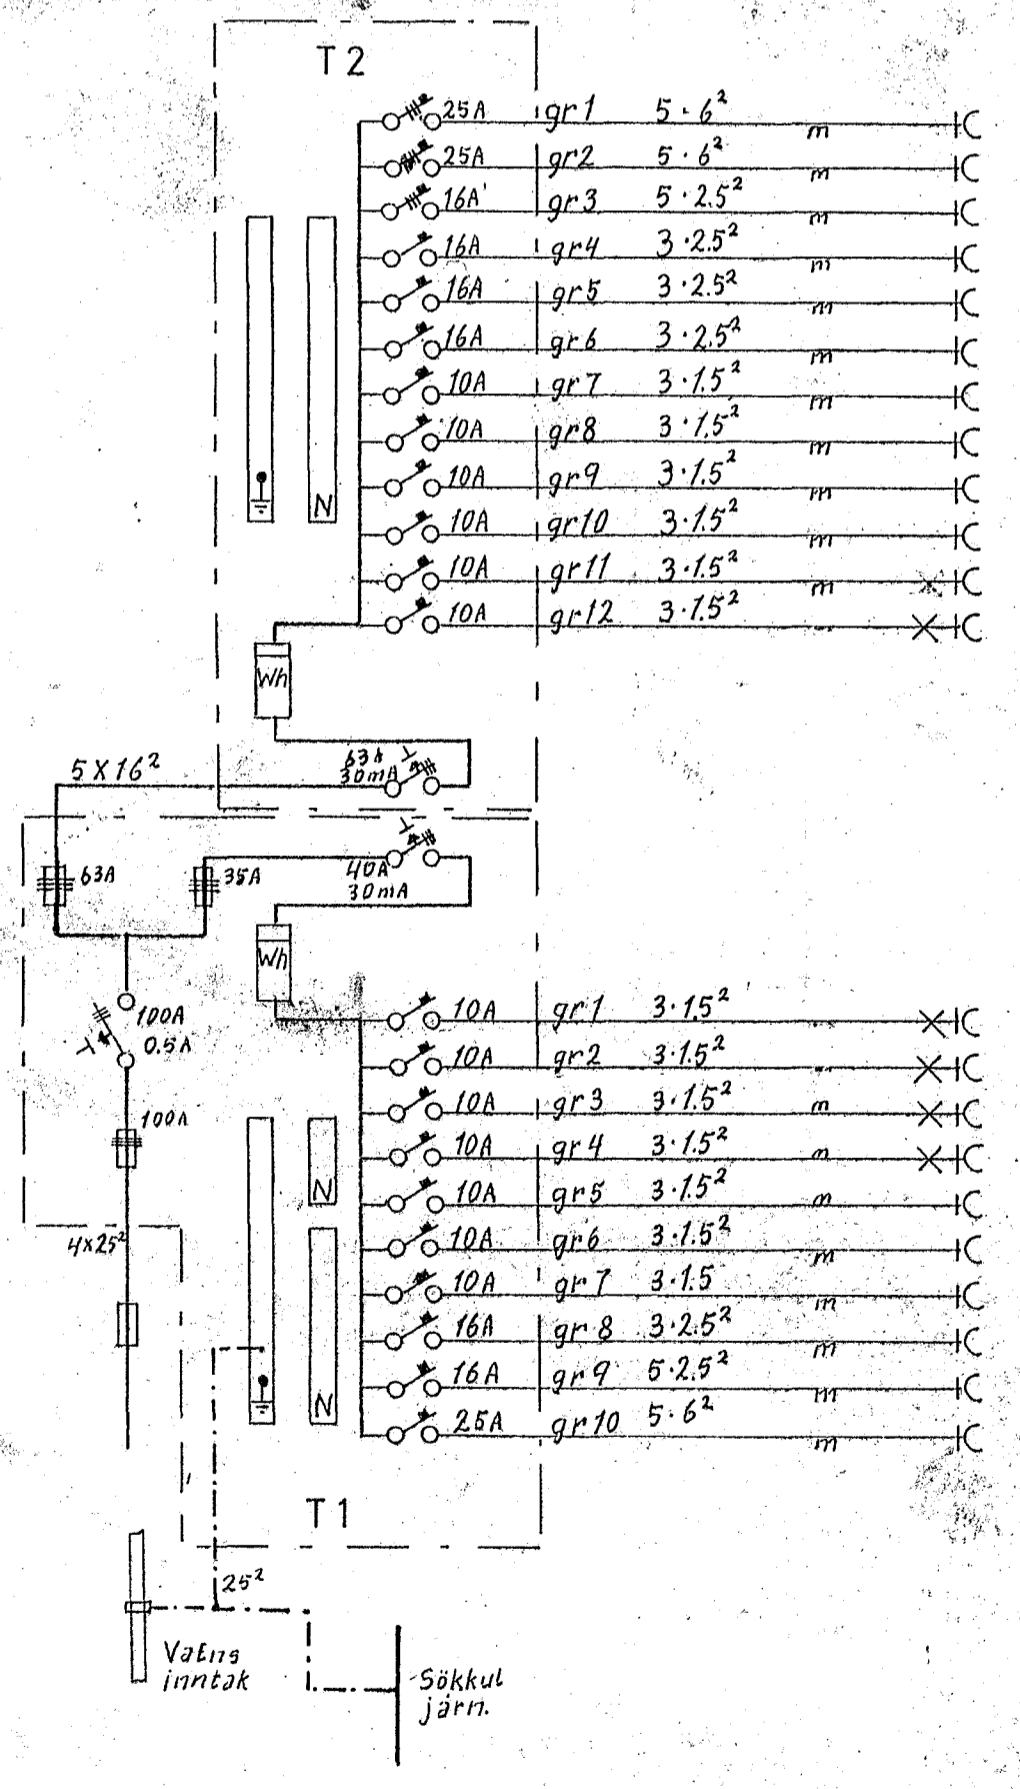 T2
25A gr1 5·6²
m
25A gr2 5·6²
m
16A gr3 5·2.5²
m
16A gr4 3·2.5²
m
16A gr5 3·2.5²
m
16A gr6 3·2.5²
m
10A gr7 3·1.5²
m
10A gr8 3·1.5²
m
10A gr9 3·1.5²
m
N
10A gr10 3·1.5²
m
10A gr11 3·1.5²
m
10A gr12 3·1.5²
Wh
5X16²
63A
30mA
63A
35A
40A
30mA
Wh
100A
0.5A
100A
10A gr1 3·1.5²
10A gr2 3·1.5²
10A gr3 3·1.5²
m
10A gr4 3·1.5²
m
N
10A gr5 3·1.5²
m
4x25²
10A gr6 3·1.5²
m
10A gr7 3·1.5
m
16A gr8 3·2.5²
m
16A gr9 5·2.5²
m
N
25A gr10 5·6²
m
T1
25²
Vatns
inntak
Sökkul
járn.